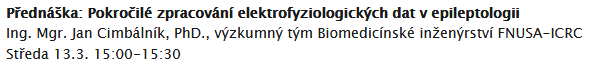 Přednáška: Pokročilé zpracování elektrofyziologických dat v epileptologii
Ing. Mgr. Jan Cimbálník, PhD., výzkumný tým Biomedicínské inženýrství FNUSA-ICRC
Středa 13.3. 15:00-15:30